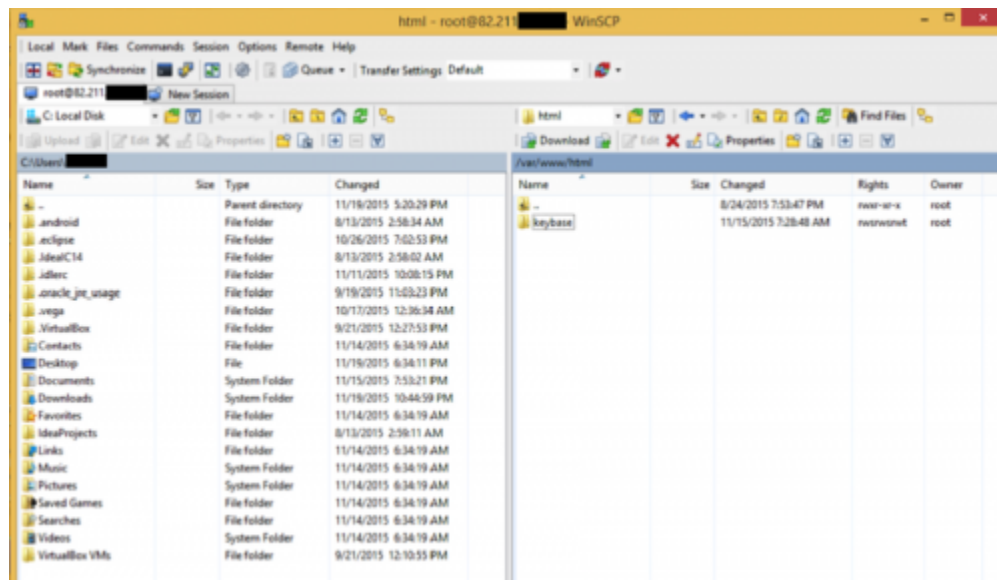 html - root@82.211 - WinSCP
Local Mark Files Commands Session Options Remote Help
Synchronize Queue Transfer Settings Default
root@82.211 New Session
C: Local Disk
Upload Edit Properties
C:\Users\
Name Size Type Changed
.. Parent directory 11/19/2015 5:20:29 PM
.android File folder 8/13/2015 2:58:34 AM
.eclipse File folder 10/26/2015 7:02:53 PM
.IdeaIC14 File folder 8/13/2015 2:58:02 AM
.idlerc File folder 11/11/2015 10:08:15 PM
.oracle_jre_usage File folder 9/19/2015 11:03:23 PM
.vega File folder 10/17/2015 12:36:34 AM
.VirtualBox File folder 9/21/2015 12:27:53 PM
Contacts File folder 11/14/2015 6:34:19 AM
Desktop File 11/19/2015 6:34:11 PM
Documents System Folder 11/15/2015 7:53:21 PM
Downloads System Folder 11/19/2015 10:44:59 PM
Favorites File folder 11/14/2015 6:34:19 AM
IdeaProjects File folder 8/13/2015 2:59:11 AM
Links File folder 11/14/2015 6:34:19 AM
Music System Folder 11/14/2015 6:34:19 AM
Pictures System Folder 11/14/2015 6:34:19 AM
Saved Games File folder 11/14/2015 6:34:19 AM
Searches File folder 11/14/2015 6:34:19 AM
Videos System Folder 11/14/2015 6:34:19 AM
VirtualBox VMs File folder 9/21/2015 12:10:55 PM
html Find Files
Download Edit Properties
/var/www/html
Name Size Changed Rights Owner
.. 8/24/2015 7:53:47 PM rwxr-xr-x root
keybase 11/15/2015 7:28:48 AM rwsrwsrwt root